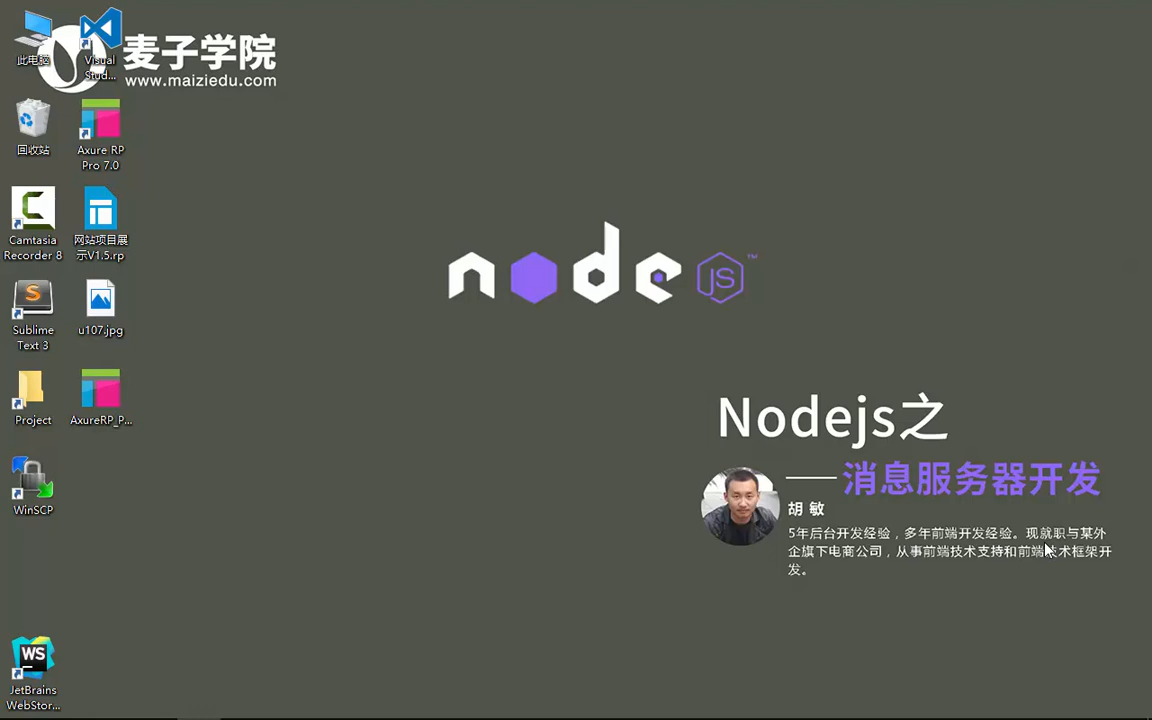 麦子学院
www.maiziedu.com
此电脑
Visual
Stud...
回收站
Axure RP
Pro 7.0
Camtasia
Recorder 8
网站项目展
示V1.5.rp
Sublime
Text 3
u107.jpg
Project
AxureRP_P...
WinSCP
WS
JetBrains
WebStor...
node
JS
TM
Nodejs之
——消息服务器开发
胡 敏
5年后台开发经验，多年前端开发经验。现就职与某外
企旗下电商公司，从事前端技术支持和前端技术框架开
发。